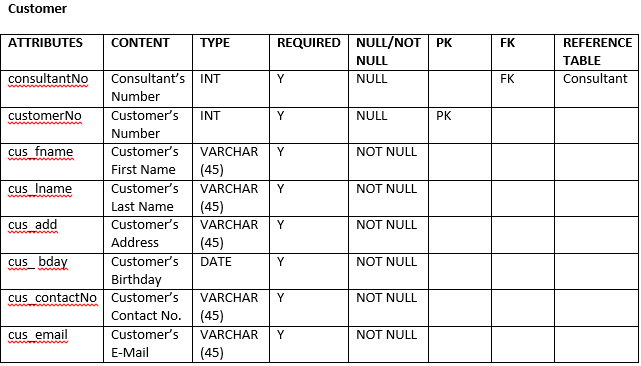 Customer
ATTRIBUTES CONTENT TYPE REQUIRED NULL/NOT NULL PK FK REFERENCE TABLE
consultantNo Consultant's Number INT Y NULL FK Consultant
customerNo Customer's Number INT Y NULL PK
cus_fname Customer's First Name VARCHAR (45) Y NOT NULL
cus_lname Customer's Last Name VARCHAR (45) Y NOT NULL
cus_add Customer's Address VARCHAR (45) Y NOT NULL
cus_ bday Customer's Birthday DATE Y NOT NULL
cus_contactNo Customer's Contact No. VARCHAR (45) Y NOT NULL
cus_email Customer's E-Mail VARCHAR (45) Y NOT NULL